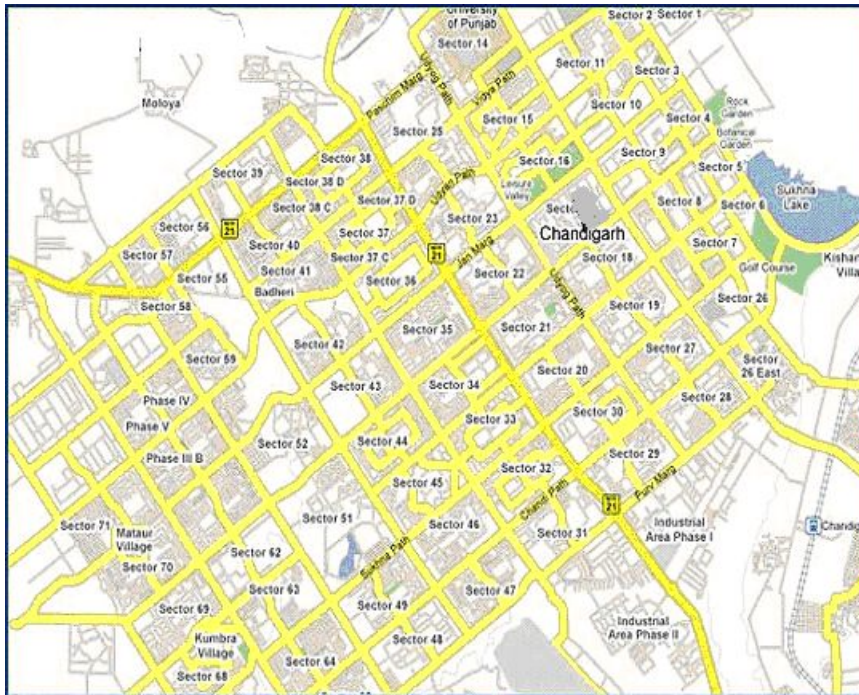 University
of Punjab
Sector 14
Sector 2
Sector 1
Sector 11
Sector 3
Udyog Path
Vidya Path
Paschim Marg
Moloya
Sector 10
Rock
Garden
Sector 15
Sector 4
Sector 25
Botanical
Garden
Sector 38
Sector 16
Sector 9
Sector 5
Sector 39
Sector 38 D
Udyan Path
Leisure
Valley
Sukhna
Lake
Sector 38 C
Sector 37 D
Sector 8
Sector 6
Sector 56
21
Sector 37
Sector 23
Chandigarh
Sector 40
Sector 7
Sector 57
Sector 41
Sector 37 C
21
Jan Marg
Sector 18
Golf Course
Sector 55
Sector 36
Sector 22
Udyog Path
Badheri
Sector 26
Sector 58
Sector 19
Sector 35
Sector 21
Sector 42
Sector 27
Sector 59
Sector
26 East
Sector 20
Sector 43
Sector 34
Phase IV
Sector 28
Sector 30
Phase V
Sector 33
Sector 44
Sector 52
Phase III B
Sector 29
Sector 32
Sector 45
Chandi Path
Purv Marg
21
Sector 51
Sector 71
Sector 46
Industrial
Area Phase I
Mataur
Village
Sector 31
Sukhna Path
Sector 62
Sector 70
Sector 63
Sector 47
Sector 49
Sector 69
Industrial
Area Phase II
Kumbra
Village
Sector 48
Sector 64
Sector 68